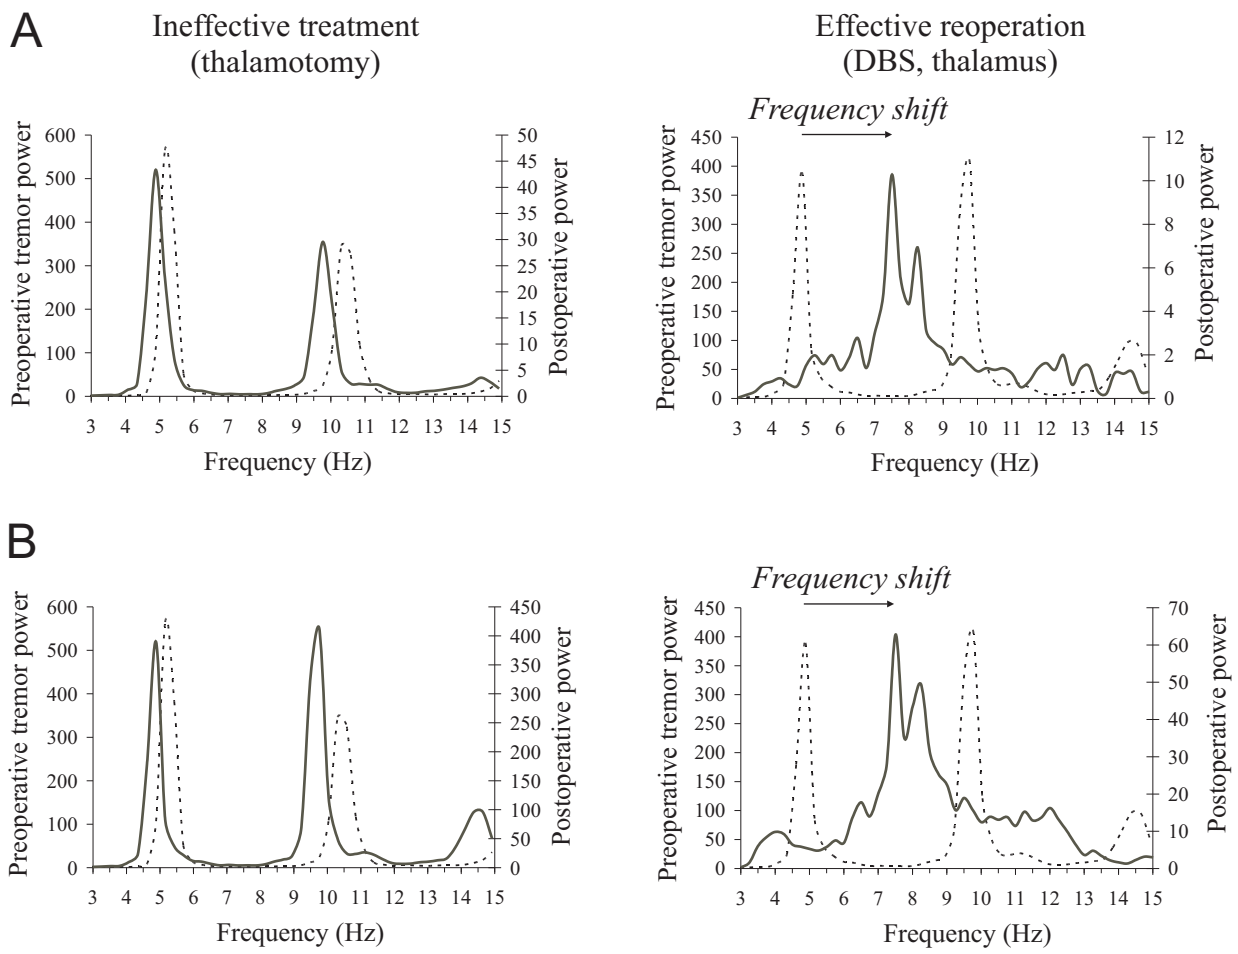 A
Ineffective treatment
(thalamotomy)
Effective reoperation
(DBS, thalamus)
Frequency shift
Preoperative tremor power
600
500
400
300
200
100
0
50
45
40
35
30
25
20
15
10
5
0
Postoperative power
3 4 5 6 7 8 9 10 11 12 13 14 15
Frequency (Hz)
Preoperative tremor power
450
400
350
300
250
200
150
100
50
0
12
10
8
6
4
2
0
Postoperative power
3 4 5 6 7 8 9 10 11 12 13 14 15
Frequency (Hz)
B
Preoperative tremor power
600
500
400
300
200
100
0
450
400
350
300
250
200
150
100
50
0
Postoperative power
3 4 5 6 7 8 9 10 11 12 13 14 15
Frequency (Hz)
Frequency shift
Preoperative tremor power
450
400
350
300
250
200
150
100
50
0
70
60
50
40
30
20
10
0
Postoperative power
3 4 5 6 7 8 9 10 11 12 13 14 15
Frequency (Hz)